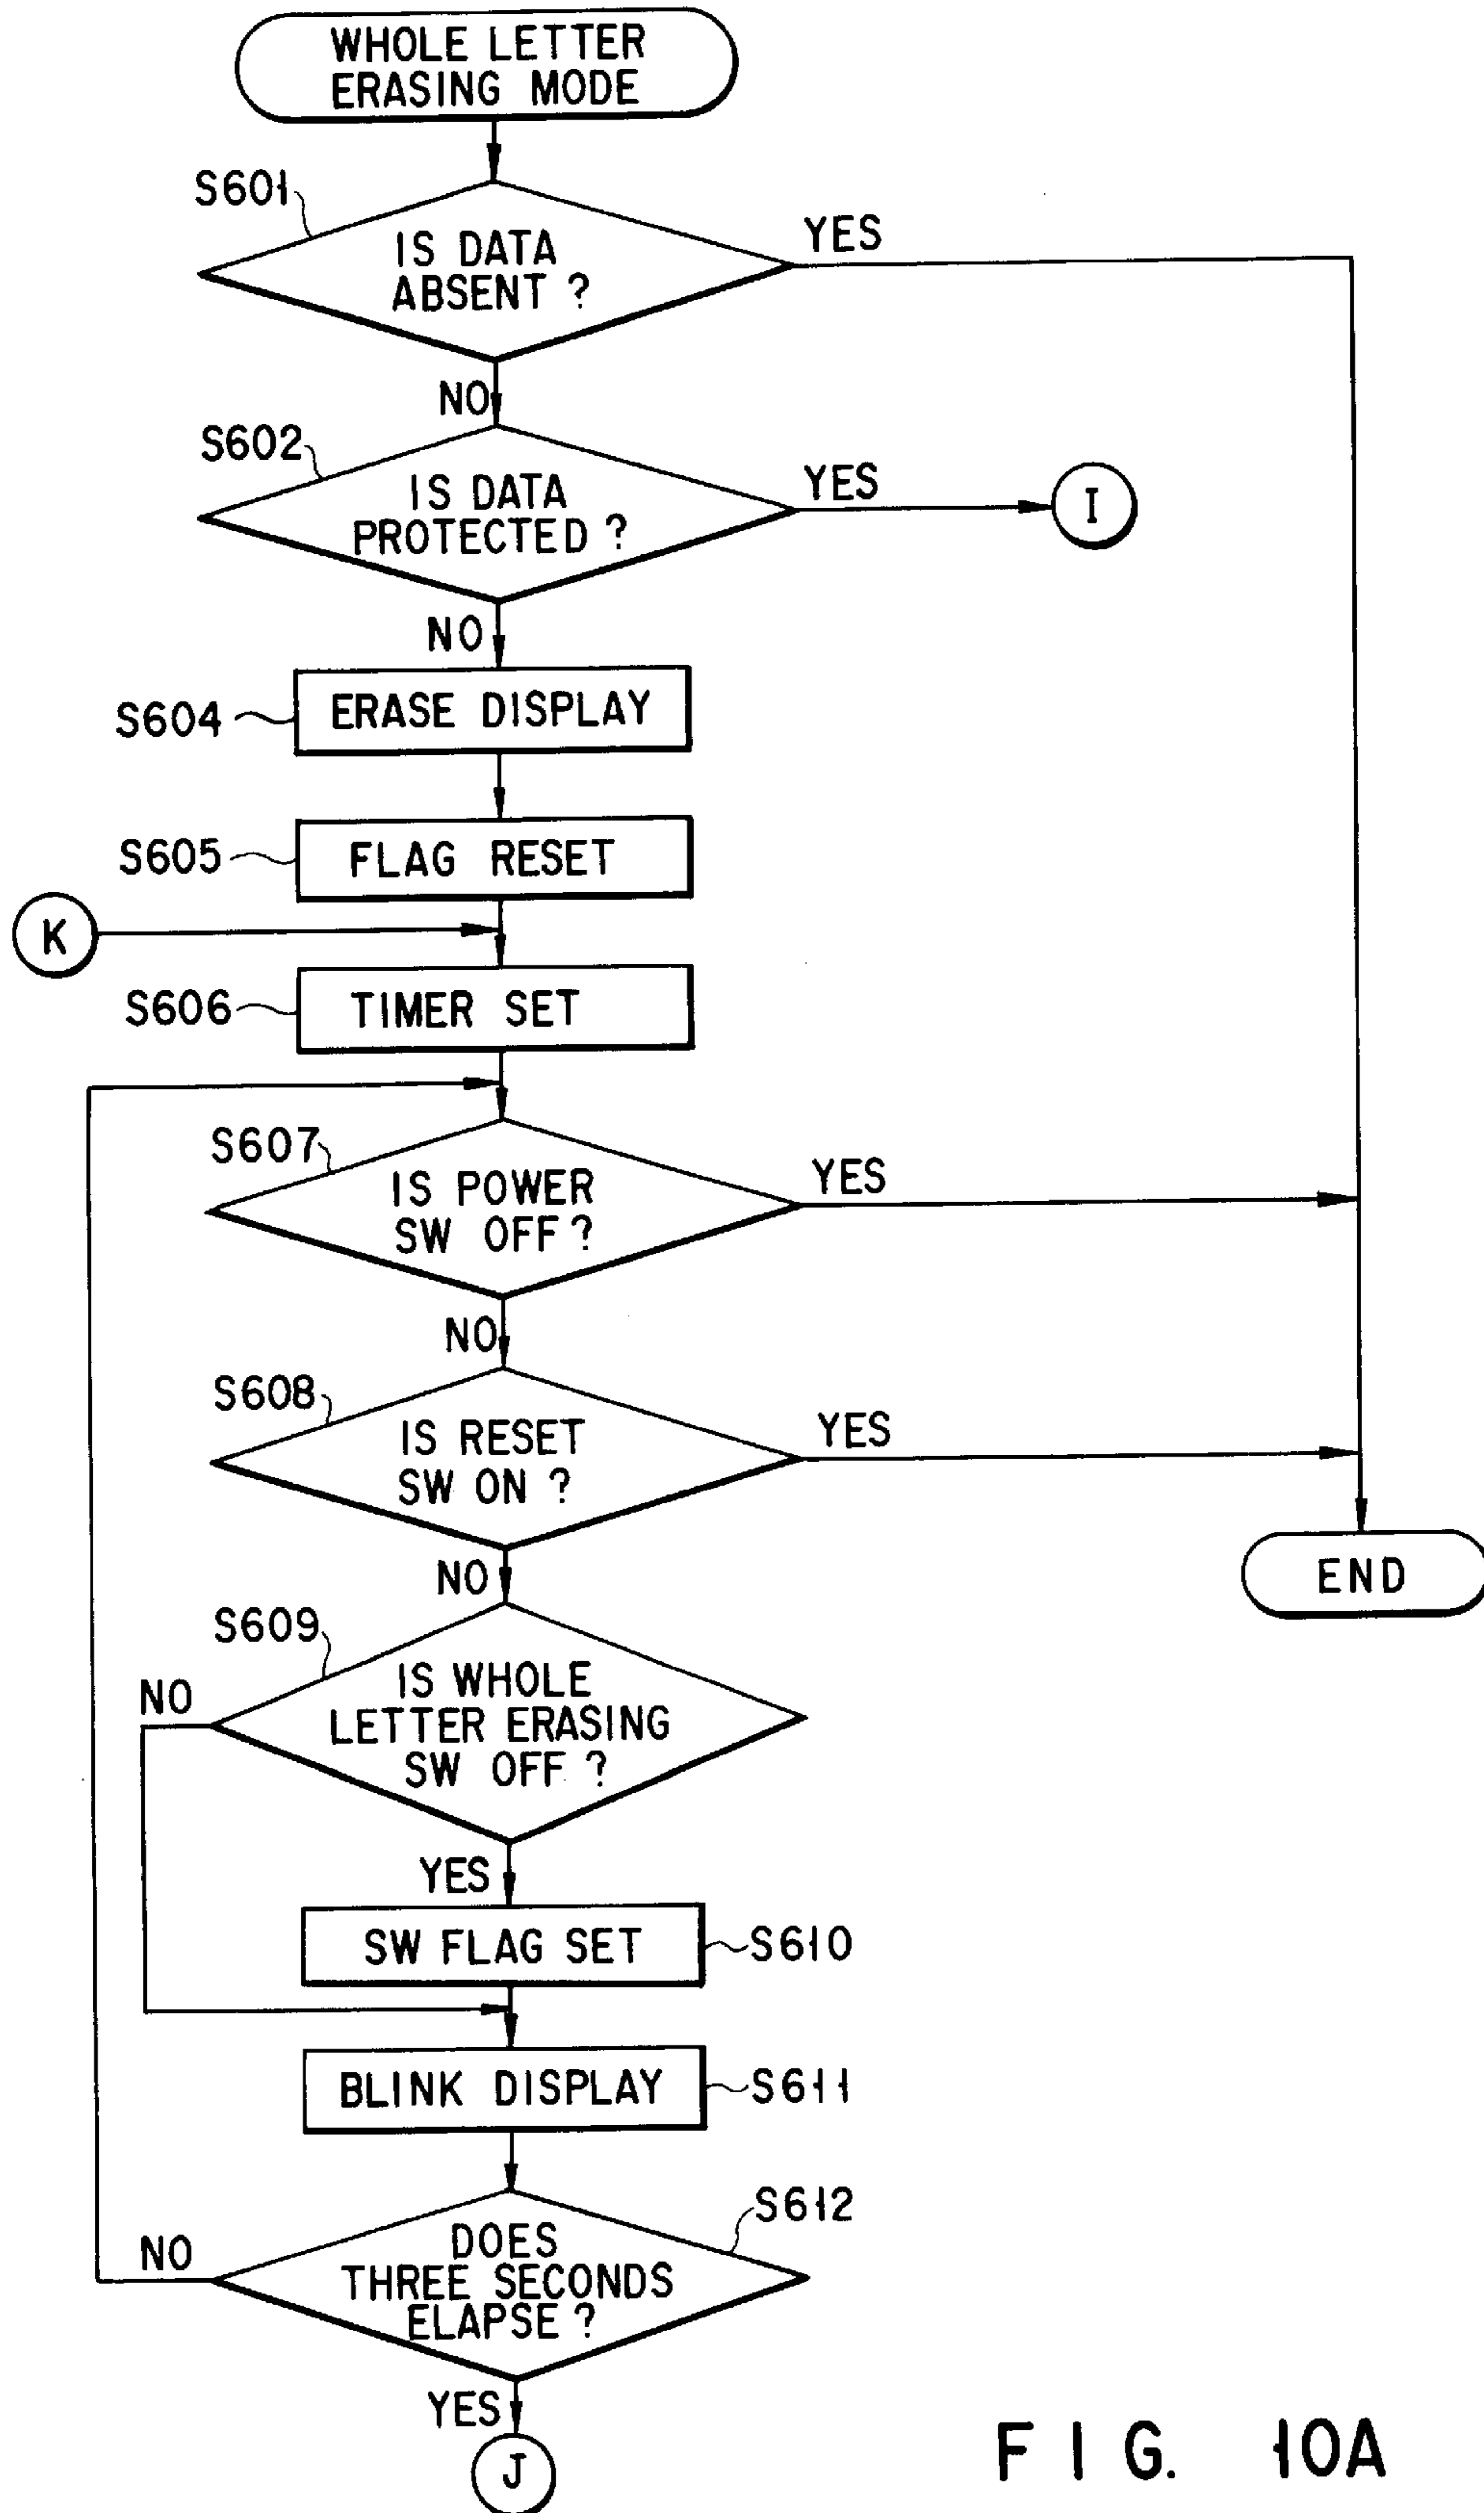 WHOLE LETTER
ERASING MODE
S601
IS DATA
ABSENT ?
YES
NO
S602
IS DATA
PROTECTED ?
YES
I
NO
S604
ERASE DISPLAY
S605
FLAG RESET
K
S606
TIMER SET
S607
IS POWER
SW OFF ?
YES
NO
S608
IS RESET
SW ON ?
YES
NO
END
S609
IS WHOLE
LETTER ERASING
SW OFF ?
NO
YES
SW FLAG SET
S610
BLINK DISPLAY
S611
S612
DOES
THREE SECONDS
ELAPSE ?
NO
YES
J
FIG. 10A